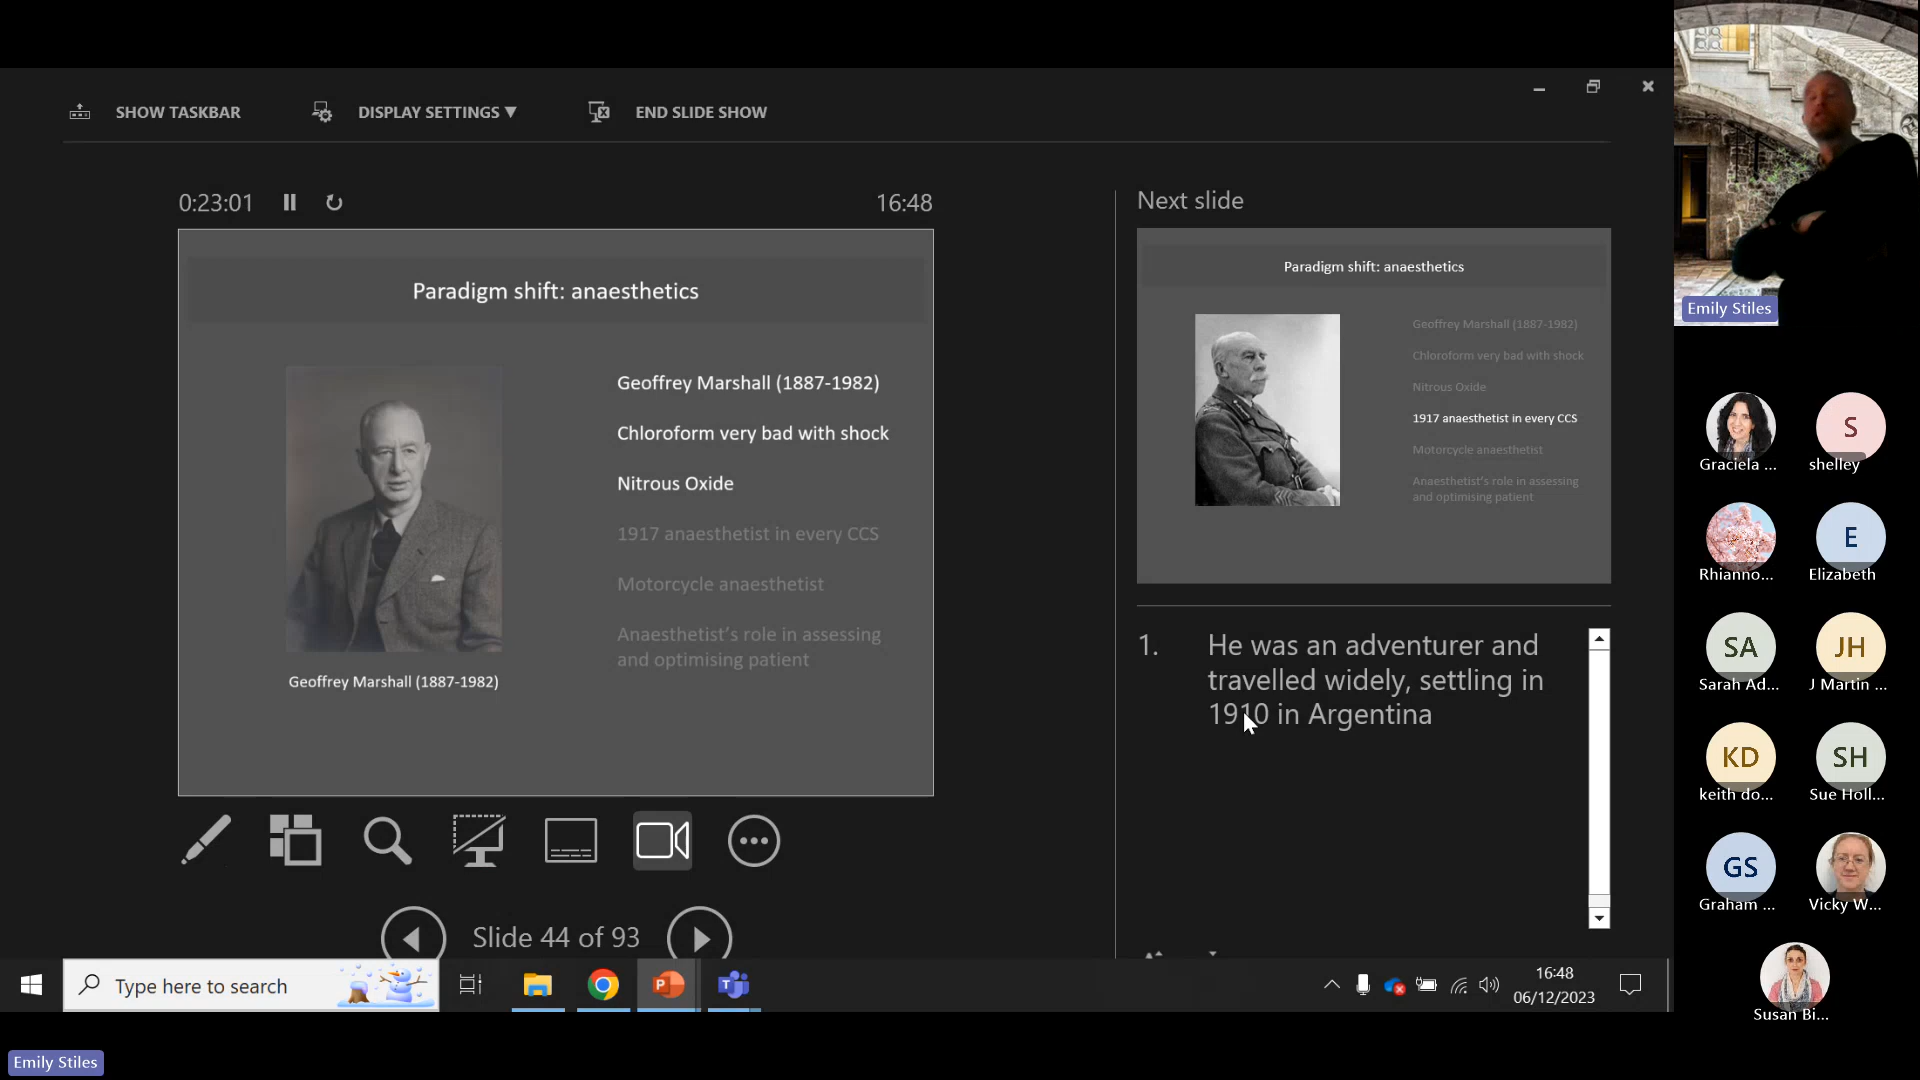 SHOW TASKBAR
DISPLAY SETTINGS ▼
END SLIDE SHOW
0:23:01
16:48
Paradigm shift: anaesthetics
Geoffrey Marshall (1887-1982)
Chloroform very bad with shock
Nitrous Oxide
1917 anaesthetist in every CCS
Motorcycle anaesthetist
Anaesthetist's role in assessing
and optimising patient
Geoffrey Marshall (1887-1982)
Slide 44 of 93
Next slide
Paradigm shift: anaesthetics
Geoffrey Marshall (1887-1982)
Chloroform very bad with shock
Nitrous Oxide
1917 anaesthetist in every CCS
Motorcycle anaesthetist
Anaesthetist's role in assessing
and optimising patient
1. He was an adventurer and
travelled widely, settling in
1910 in Argentina
Type here to search
16:48
06/12/2023
Emily Stiles
Emily Stiles
Graciela ...
S
shelley
Rhianno...
E
Elizabeth
SA
Sarah Ad...
JH
J Martin ...
KD
keith do...
SH
Sue Holl...
GS
Graham ...
Vicky W...
Susan Bi...